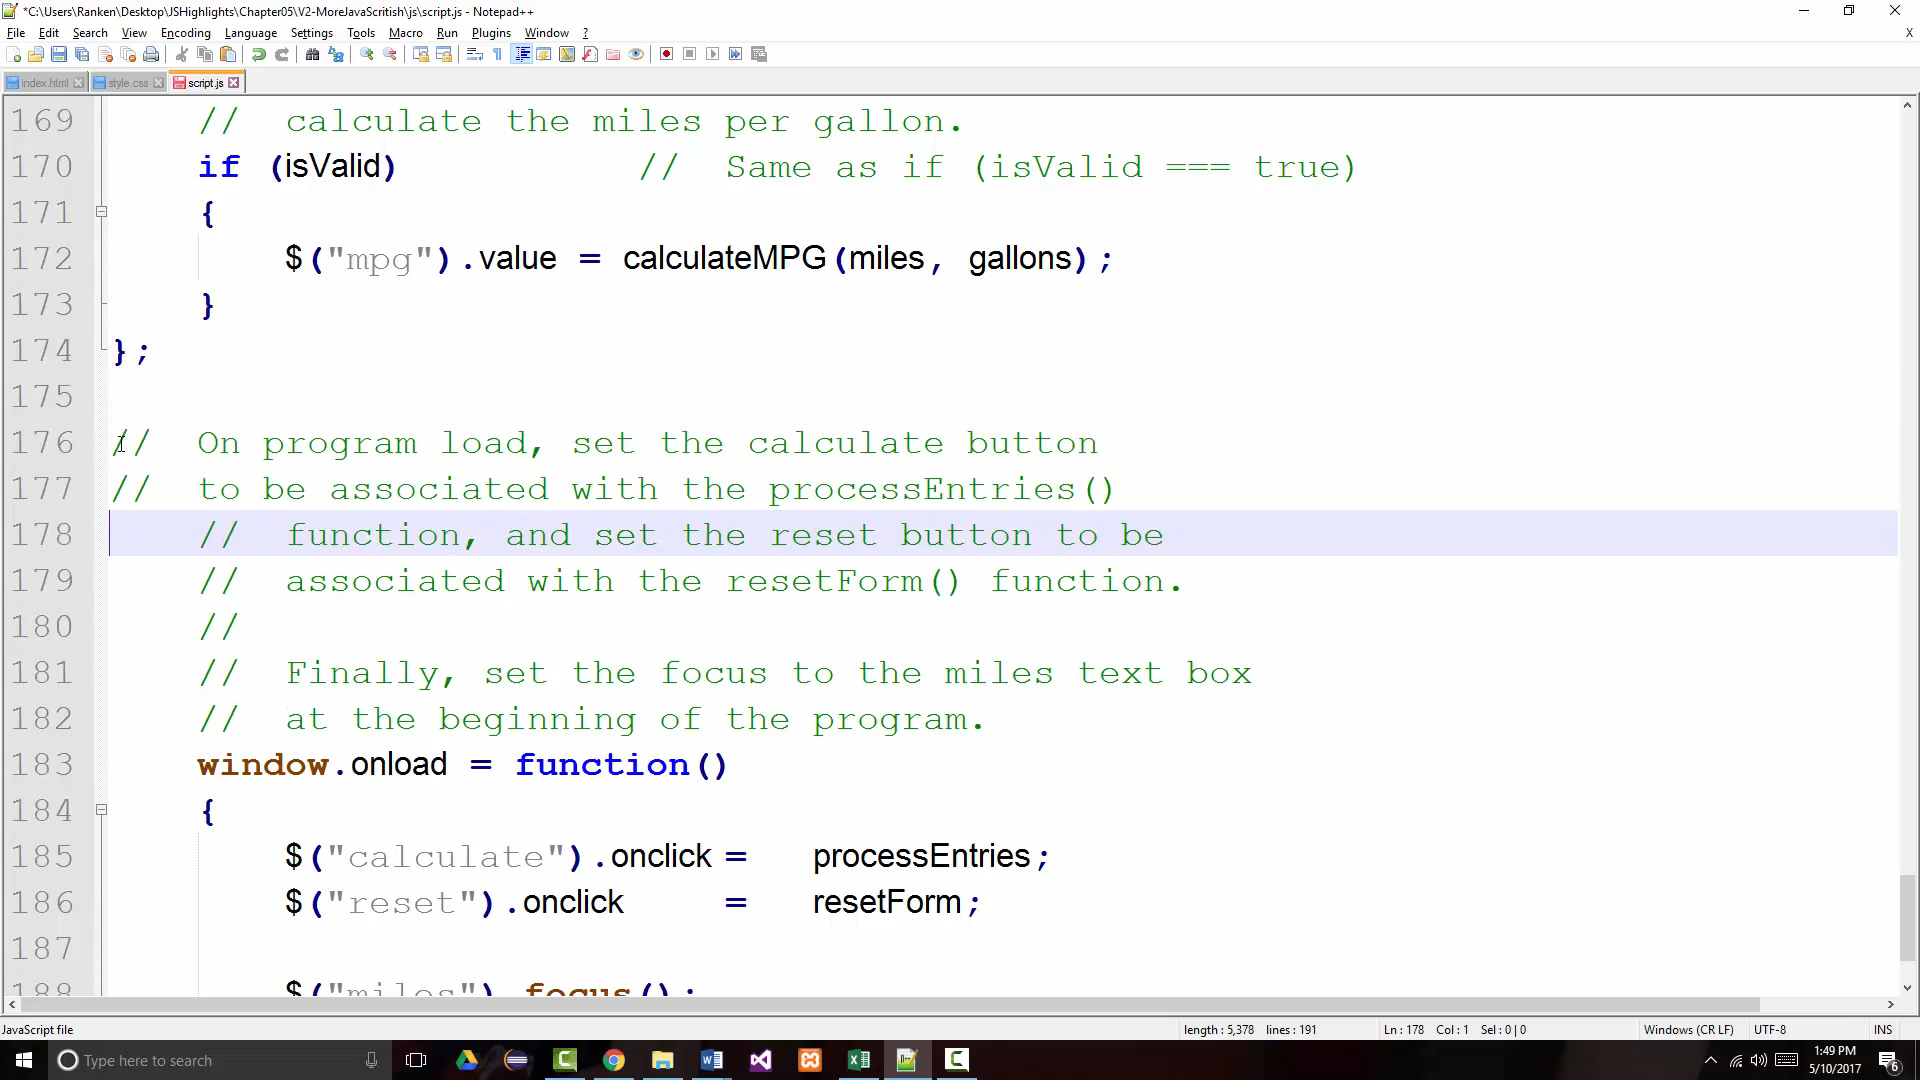 *C:\Users\Ranken\Desktop\JSHighlights\Chapter05\V2-MoreJavaScritish\js\script.js - Notepad++
File Edit Search View Encoding Language Settings Tools Macro Run Plugins Window ? X
index.html style.css script.js
169 // calculate the miles per gallon.
170 if (isValid) // Same as if (isValid === true)
171 {
172 $("mpg").value = calculateMPG(miles, gallons);
173 }
174 };
175
176 // On program load, set the calculate button
177 // to be associated with the processEntries()
178 // function, and set the reset button to be
179 // associated with the resetForm() function.
180 //
181 // Finally, set the focus to the miles text box
182 // at the beginning of the program.
183 window.onload = function()
184 {
185 $("calculate").onclick = processEntries;
186 $("reset").onclick = resetForm;
187
188 $("miles").focus();
JavaScript file length : 5,378 lines : 191 Ln : 178 Col : 1 Sel : 0 | 0 Windows (CR LF) UTF-8 INS
Type here to search 1:49 PM
5/10/2017 6